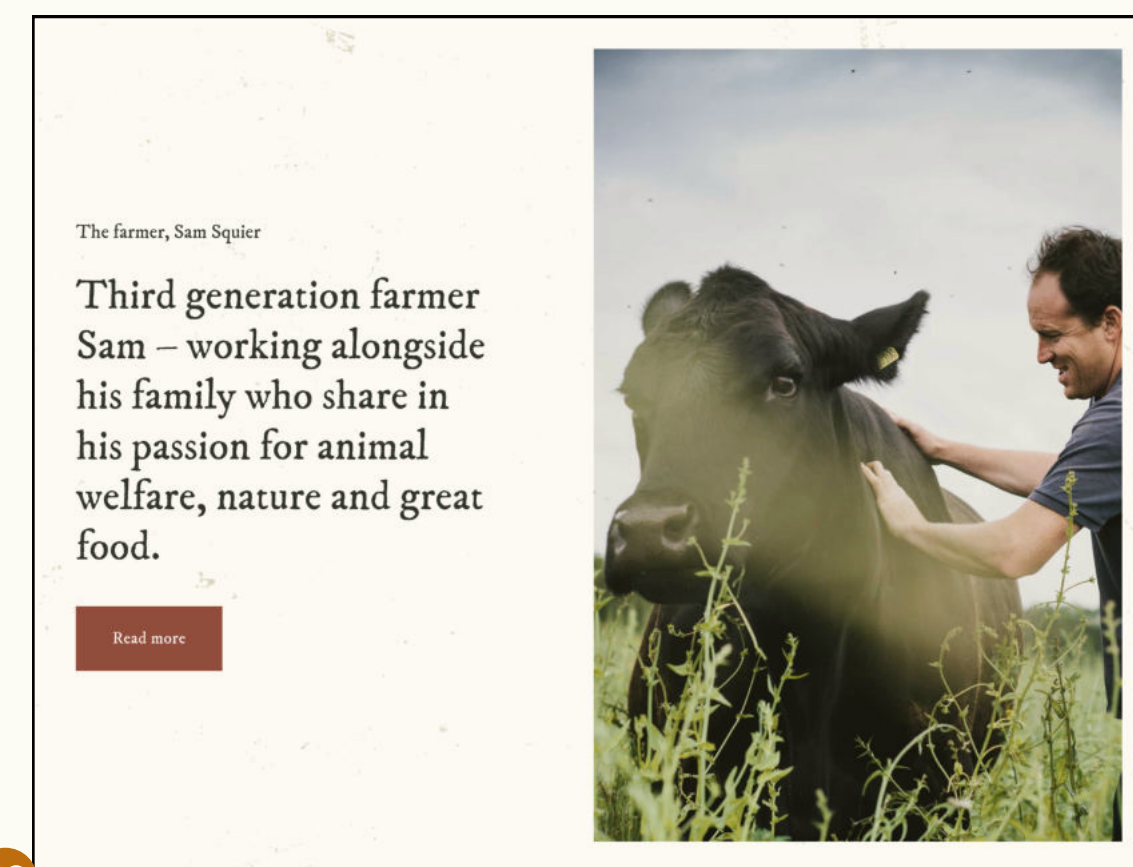 The farmer, Sam Squier
Third generation farmer
Sam – working alongside
his family who share in
his passion for animal
welfare, nature and great
food.
Read more